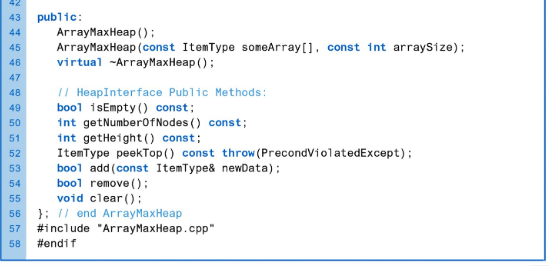 42
43 public:
44 ArrayMaxHeap();
45 ArrayMaxHeap(const ItemType someArray[], const int arraySize);
46 virtual ~ArrayMaxHeap();
47
48 // HeapInterface Public Methods:
49 bool isEmpty() const;
50 int getNumberOfNodes() const;
51 int getHeight() const;
52 ItemType peekTop() const throw(PrecondViolatedExcept);
53 bool add(const ItemType& newData);
54 bool remove();
55 void clear();
56 }; // end ArrayMaxHeap
57 #include "ArrayMaxHeap.cpp"
58 #endif